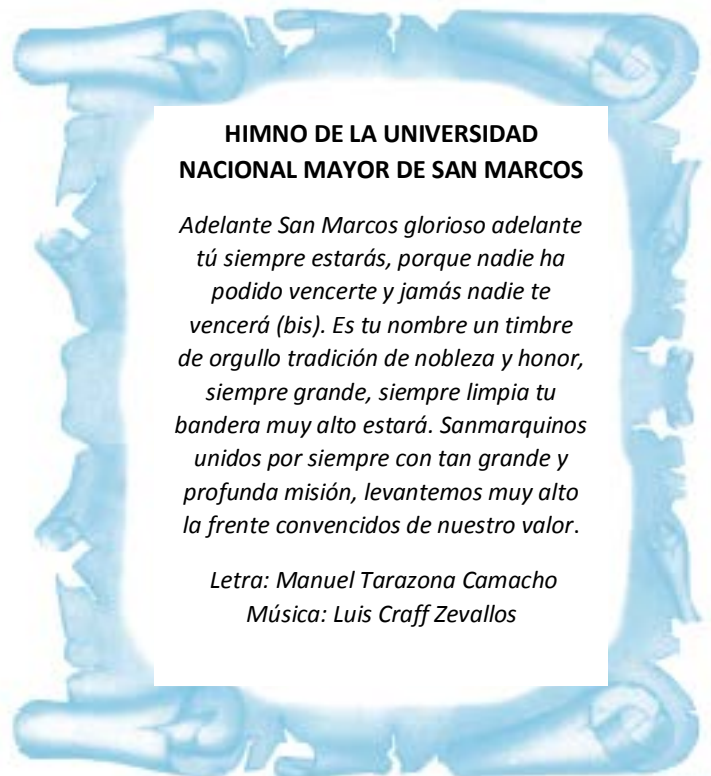 HIMNO DE LA UNIVERSIDAD
NACIONAL MAYOR DE SAN MARCOS
Adelante San Marcos glorioso adelante
tú siempre estarás, porque nadie ha
podido vencerte y jamás nadie te
vencerá (bis). Es tu nombre un timbre
de orgullo tradición de nobleza y honor,
siempre grande, siempre limpia tu
bandera muy alto estará. Sanmarquinos
unidos por siempre con tan grande y
profunda misión, levantemos muy alto
la frente convencidos de nuestro valor.
Letra: Manuel Tarazona Camacho
Música: Luis Craff Zevallos